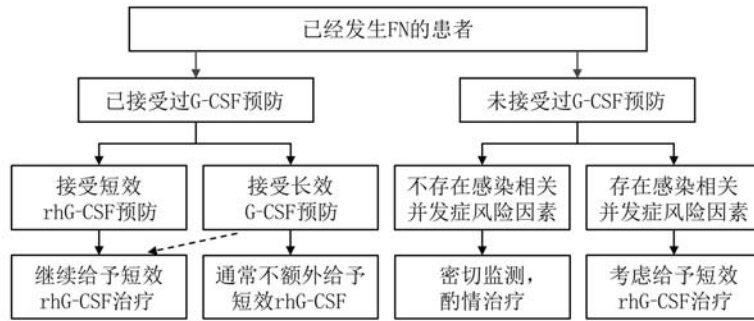 已经发生FN的患者
已接受过G-CSF预防
未接受过G-CSF预防
接受短效
rhG-CSF预防
接受长效
G-CSF预防
不存在感染相关
并发症风险因素
存在感染相关
并发症风险因素
继续给予短效
rhG-CSF治疗
通常不额外给予
短效rhG-CSF
密切监测，
酌情治疗
考虑给予短效
rhG-CSF治疗